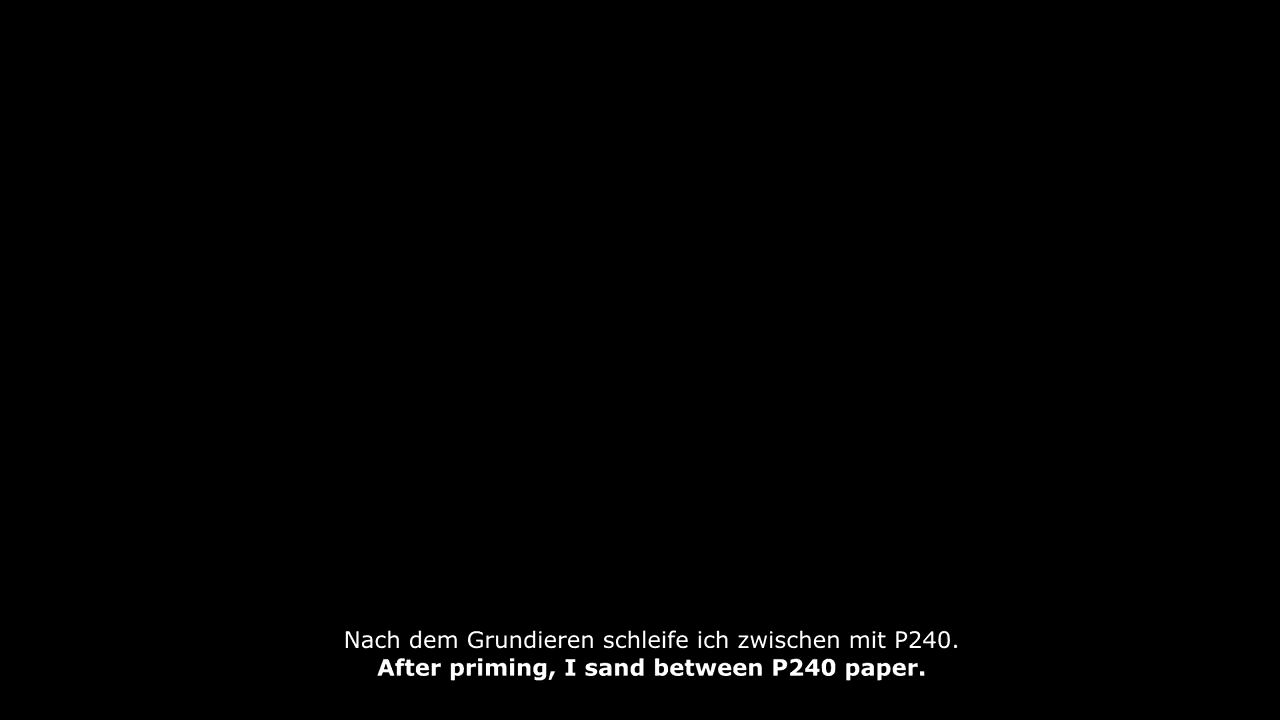 Nach dem Grundieren schleife ich zwischen mit P240.
After priming, I sand between P240 paper.